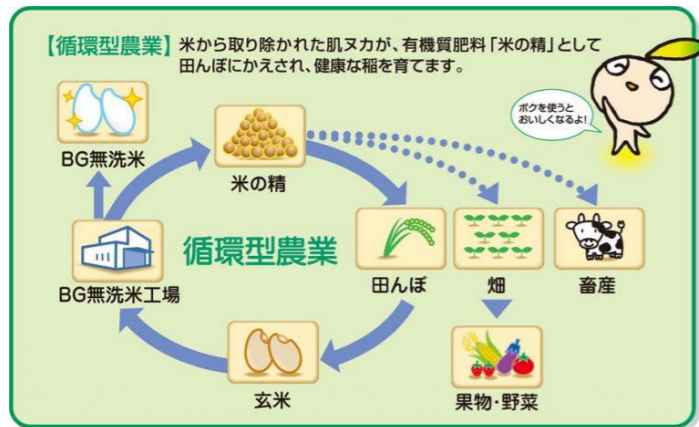 【循環型農業】 米から取り除かれた肌ヌカが、有機質肥料「米の精」として
田んぼにかえされ、健康な稲を育てます。
ボクを使うと
おいしくなるよ!
BG無洗米
米の精
循環型農業
BG無洗米工場
田んぼ
畑
畜産
玄米
果物・野菜